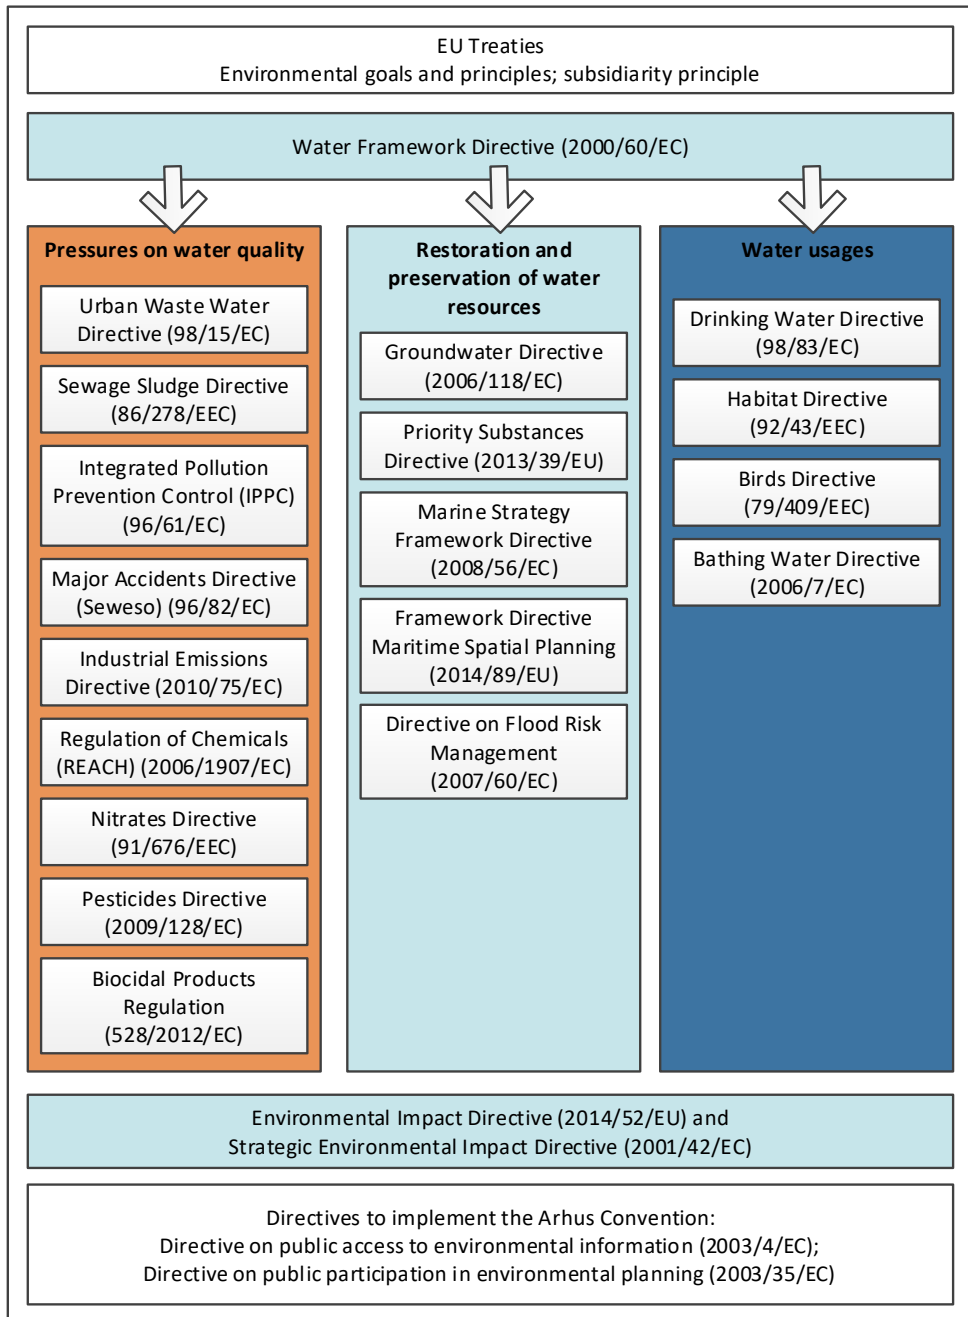 EU Treaties
Environmental goals and principles; subsidiarity principle
Water Framework Directive (2000/60/EC)
Pressures on water quality
Urban Waste Water
Directive (98/15/EC)
Sewage Sludge Directive
(86/278/EEC)
Integrated Pollution
Prevention Control (IPPC)
(96/61/EC)
Major Accidents Directive
(Seweso) (96/82/EC)
Industrial Emissions
Directive (2010/75/EC)
Regulation of Chemicals
(REACH) (2006/1907/EC)
Nitrates Directive
(91/676/EEC)
Pesticides Directive
(2009/128/EC)
Biocidal Products
Regulation
(528/2012/EC)
Restoration and
preservation of water
resources
Groundwater Directive
(2006/118/EC)
Priority Substances
Directive (2013/39/EU)
Marine Strategy
Framework Directive
(2008/56/EC)
Framework Directive
Maritime Spatial Planning
(2014/89/EU)
Directive on Flood Risk
Management
(2007/60/EC)
Water usages
Drinking Water Directive
(98/83/EC)
Habitat Directive
(92/43/EEC)
Birds Directive
(79/409/EEC)
Bathing Water Directive
(2006/7/EC)
Environmental Impact Directive (2014/52/EU) and
Strategic Environmental Impact Directive (2001/42/EC)
Directives to implement the Arhus Convention:
Directive on public access to environmental information (2003/4/EC);
Directive on public participation in environmental planning (2003/35/EC)